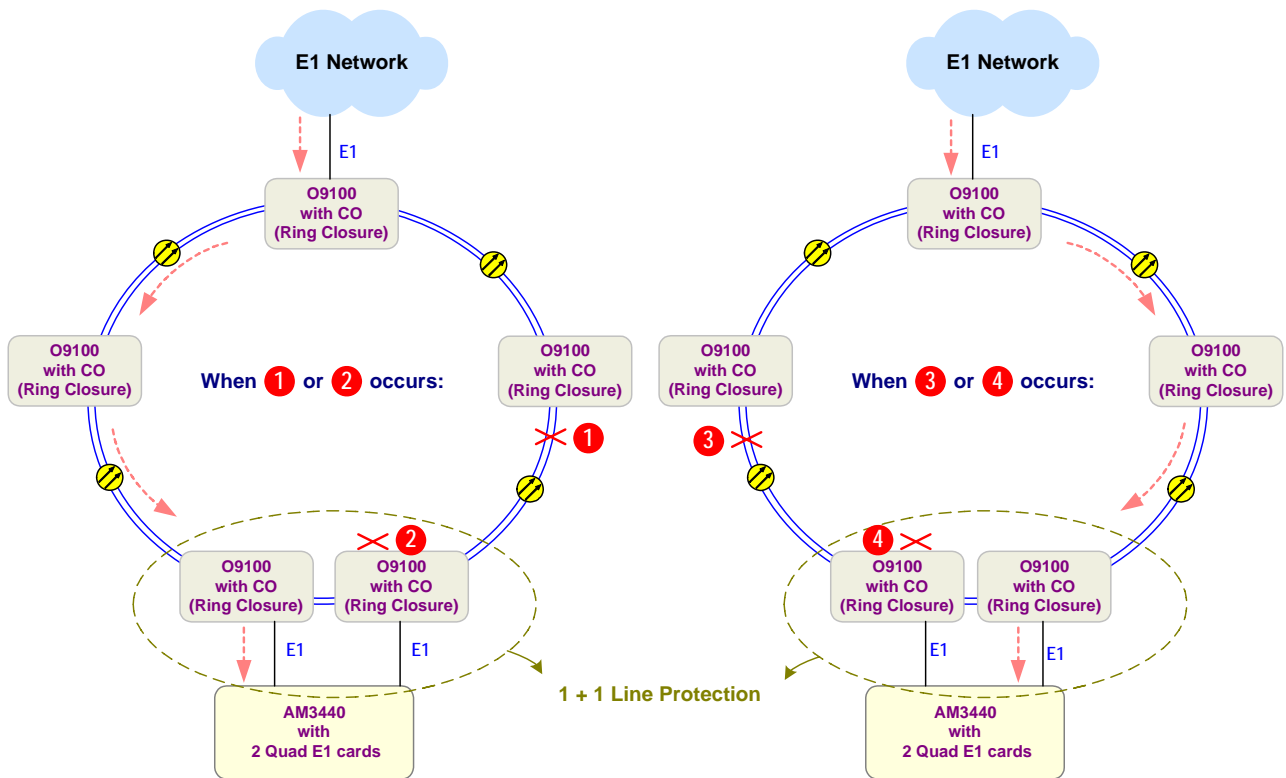 E1 Network
E1
O9100
with CO
(Ring Closure)
O9100
with CO
(Ring Closure)
When 1 or 2 occurs:
O9100
with CO
(Ring Closure)
1
2
O9100
with CO
(Ring Closure)
O9100
with CO
(Ring Closure)
E1
E1
AM3440
with
2 Quad E1 cards
1 + 1 Line Protection
E1 Network
E1
O9100
with CO
(Ring Closure)
O9100
with CO
(Ring Closure)
When 3 or 4 occurs:
O9100
with CO
(Ring Closure)
3
4
O9100
with CO
(Ring Closure)
O9100
with CO
(Ring Closure)
E1
E1
AM3440
with
2 Quad E1 cards